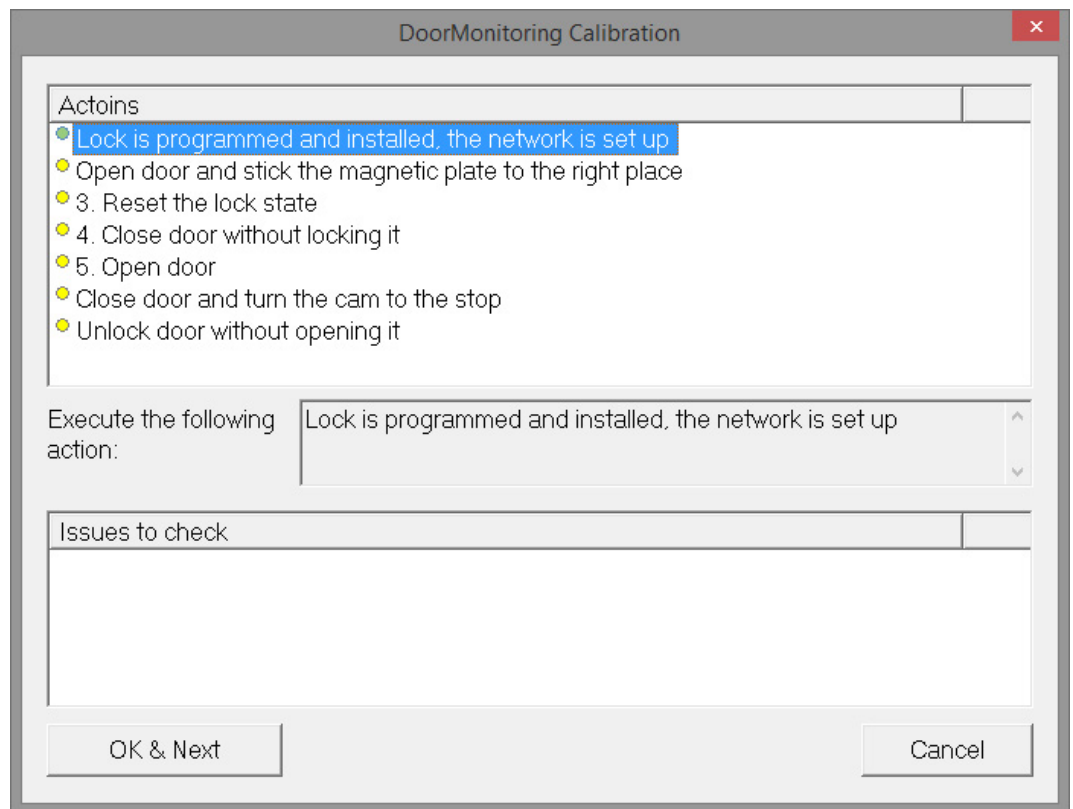 DoorMonitoring Calibration
Actoins
Lock is programmed and installed, the network is set up
Open door and stick the magnetic plate to the right place
3. Reset the lock state
4. Close door without locking it
5. Open door
Close door and turn the cam to the stop
Unlock door without opening it
Execute the following
action:
Lock is programmed and installed, the network is set up
Issues to check
OK & Next
Cancel